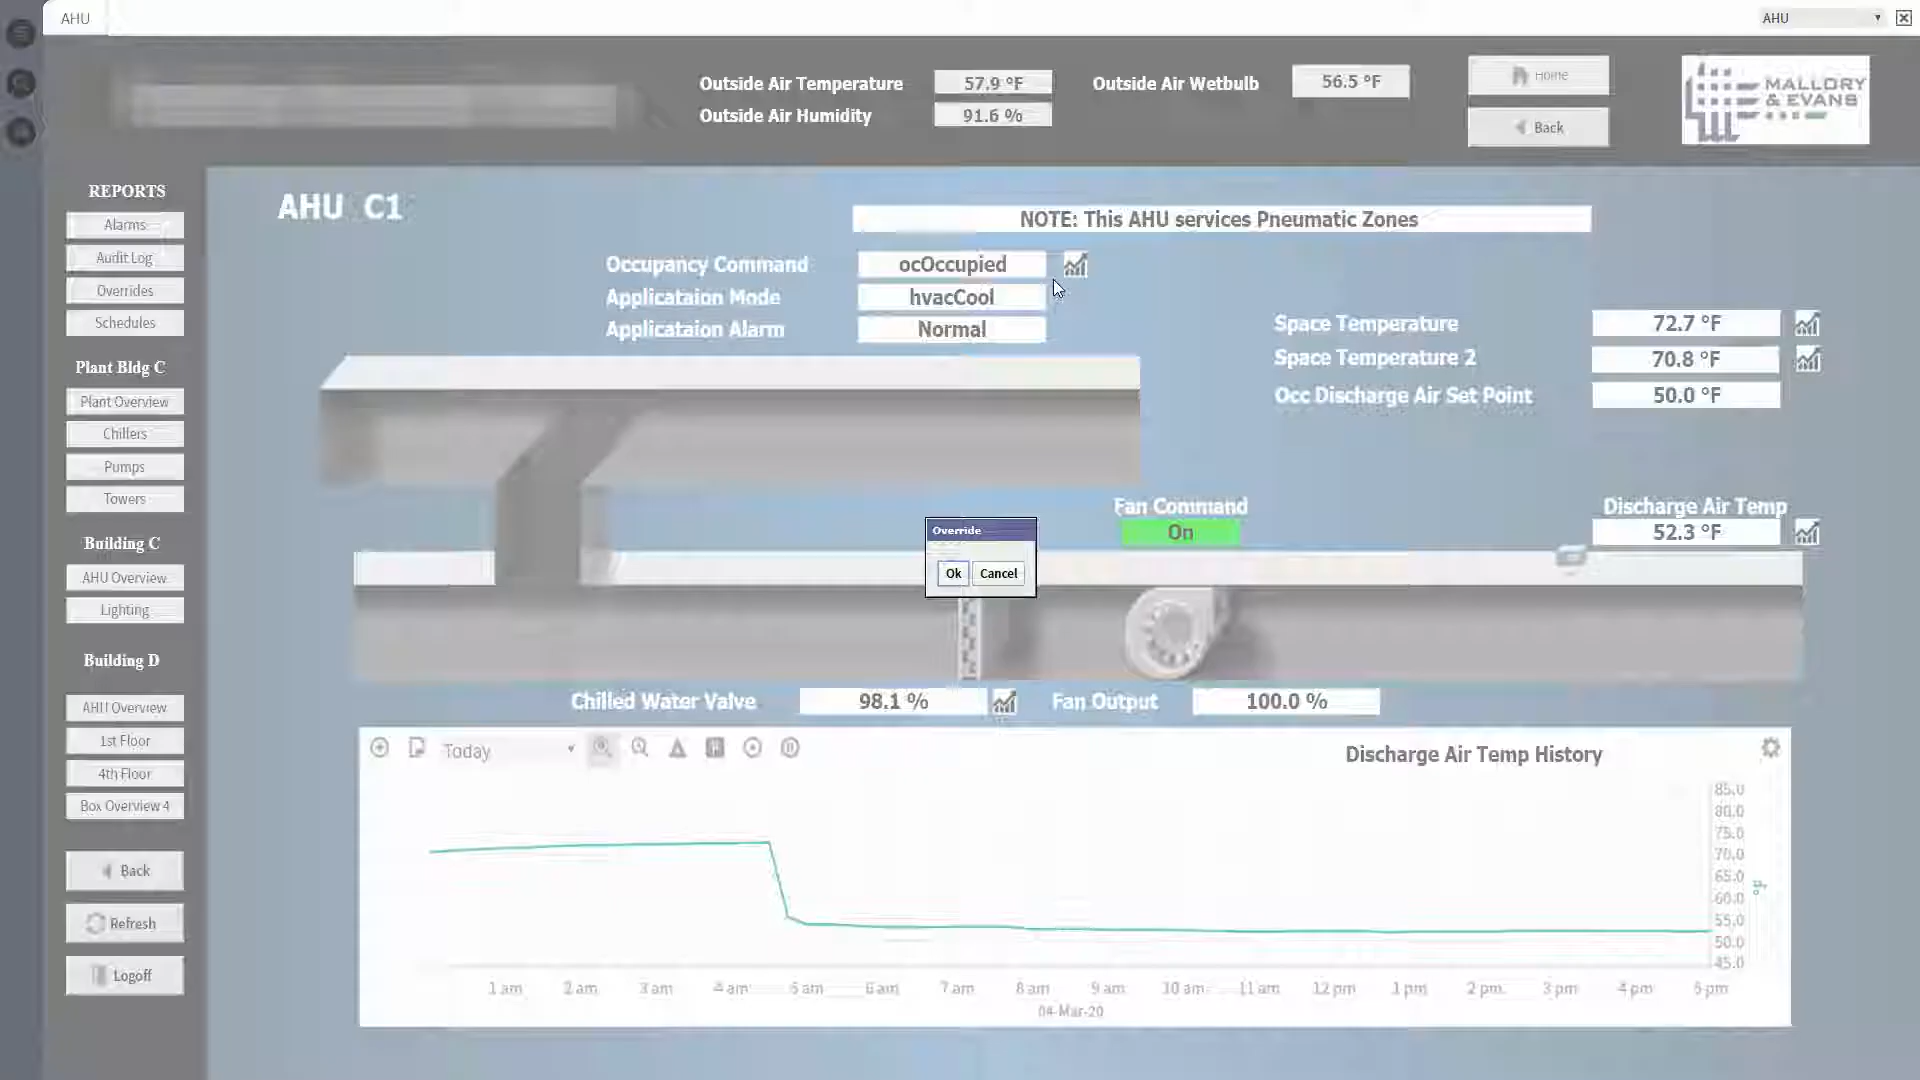 AHU
AHU
Outside Air Temperature 57.9 °F
Outside Air Humidity 91.6 %
Outside Air Wetbulb 56.5 °F
Home
Back
MALLORY
& EVANS
REPORTS
Alarms
Audit Log
Overrides
Schedules
Plant Bldg C
Plant Overview
Chillers
Pumps
Towers
Building C
AHU Overview
Lighting
Building D
AHU Overview
1st Floor
4th Floor
Box Overview 4
Back
Refresh
Logoff
AHU C1
NOTE: This AHU services Pneumatic Zones
Occupancy Command ocOccupied
Applicataion Mode hvacCool
Applicataion Alarm Normal
Space Temperature 72.7 °F
Space Temperature 2 70.8 °F
Occ Discharge Air Set Point 50.0 °F
Fan Command
On
Discharge Air Temp
52.3 °F
Override
Ok Cancel
Chilled Water Valve 98.1 %
Fan Output 100.0 %
Today
Discharge Air Temp History
85.0
80.0
75.0
70.0
65.0
60.0
55.0
50.0
45.0
°F
1 am 2 am 3 am 4 am 5 am 6 am 7 am 8 am 9 am 10 am 11 am 12 pm 1 pm 2 pm 3 pm 4 pm 5 pm
04-Mar-20